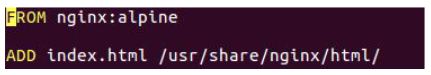 FROM nginx:alpine
ADD index.html /usr/share/nginx/html/